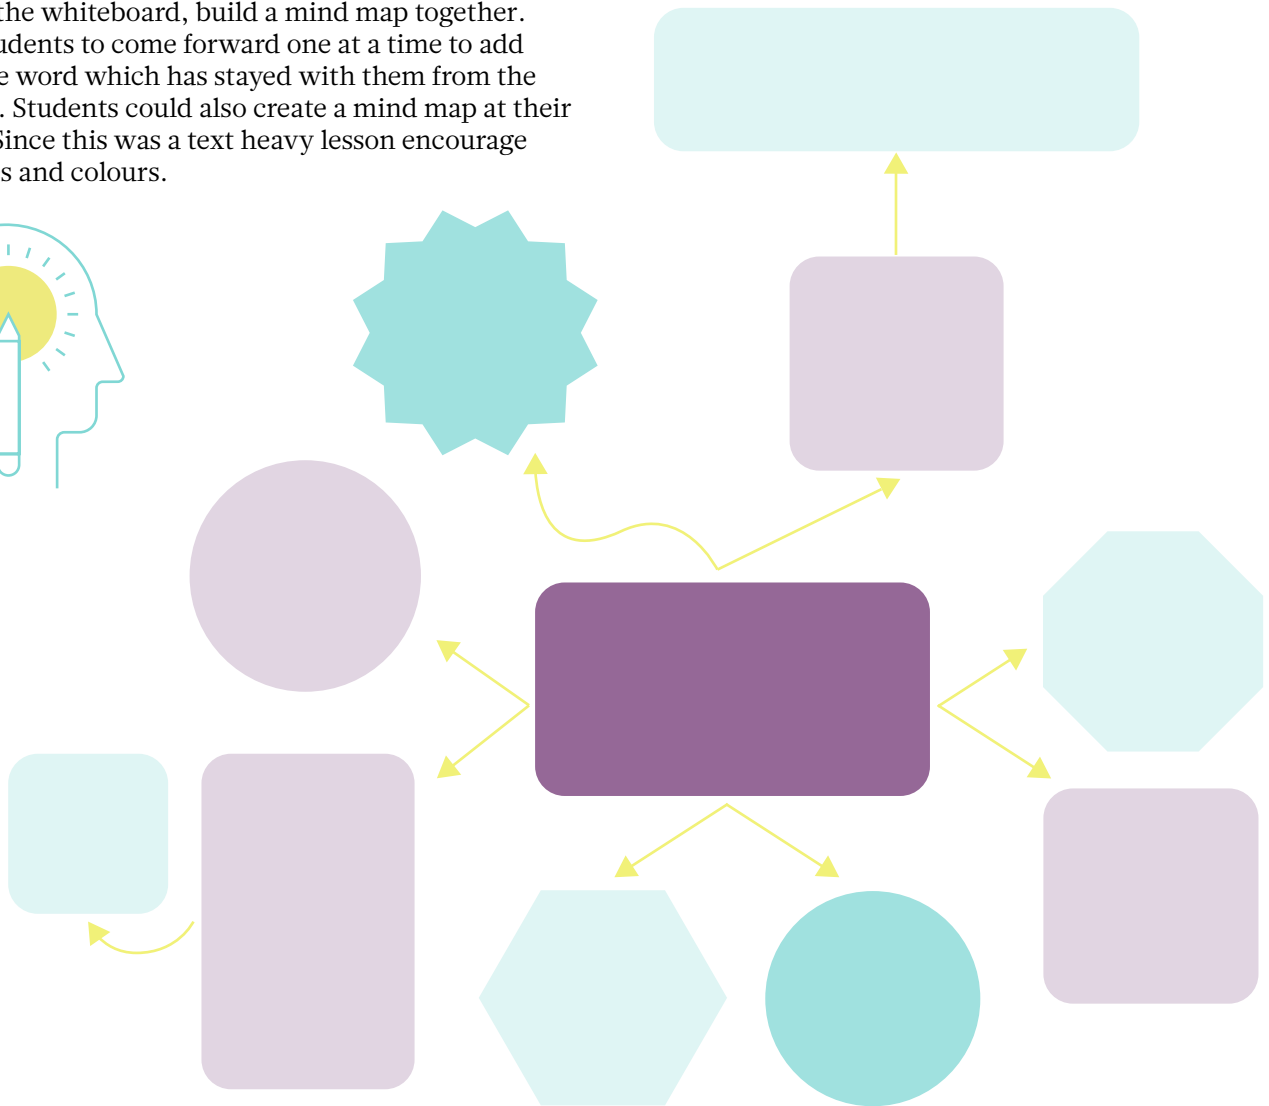 the whiteboard, build a mind map together.
udents to come forward one at a time to add
e word which has stayed with them from the
. Students could also create a mind map at their
Since this was a text heavy lesson encourage
s and colours.